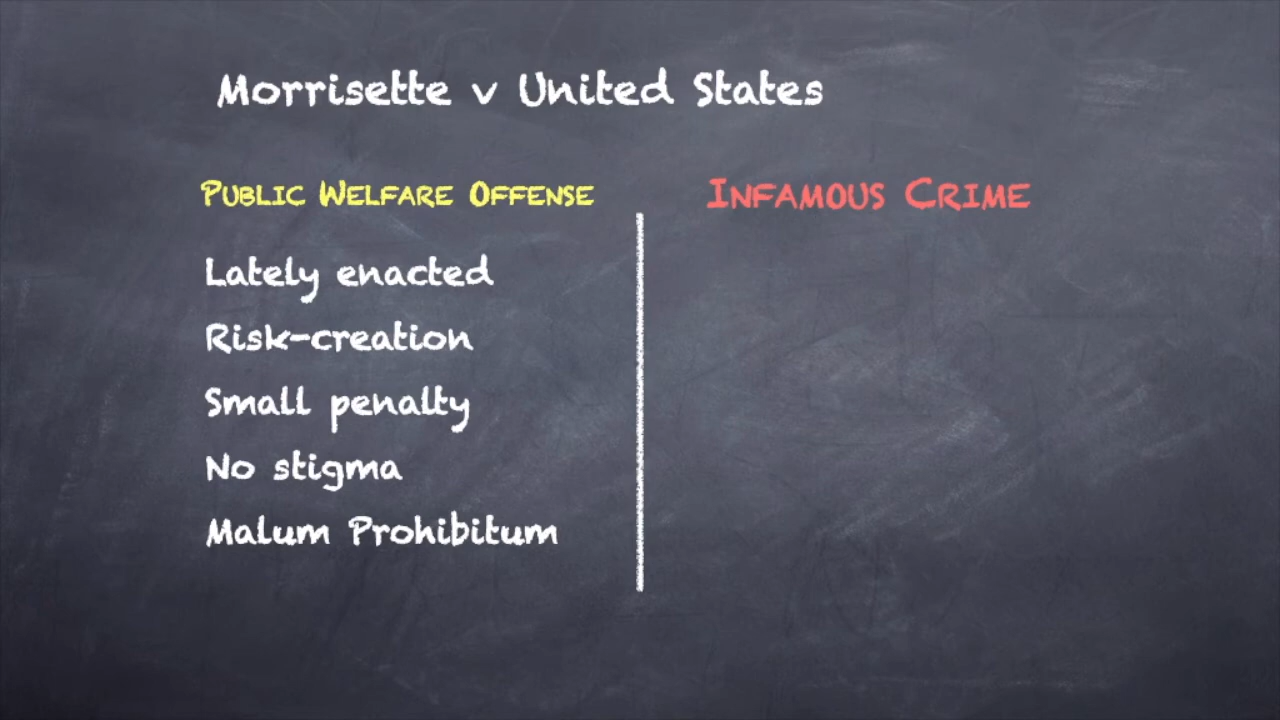 Morrisette v United States
Public Welfare Offense
Infamous Crime
Lately enacted
Risk-creation
Small penalty
No stigma
Malum Prohibitum